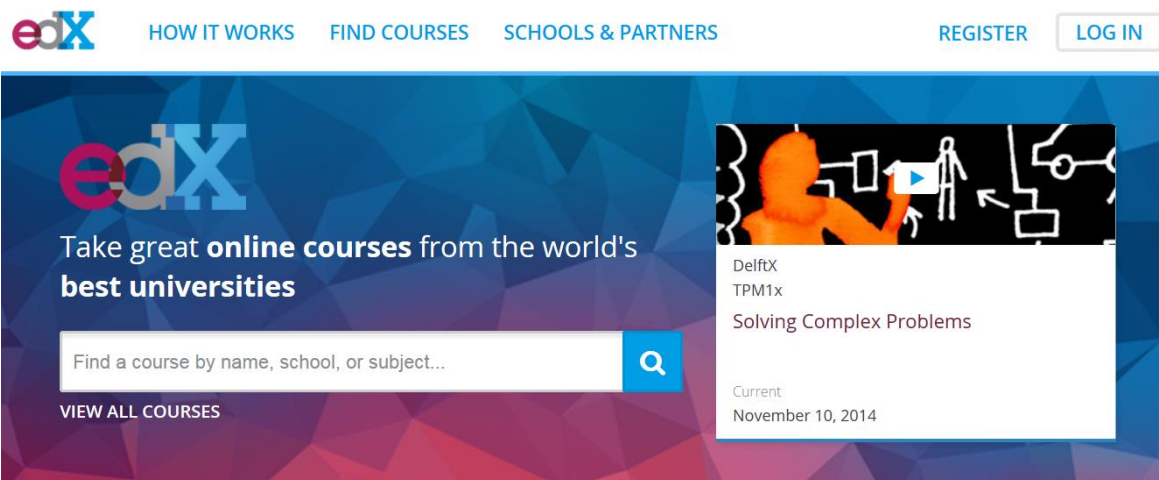 edX HOW IT WORKS FIND COURSES SCHOOLS & PARTNERS REGISTER LOG IN
edX
Take great online courses from the world's
best universities
Find a course by name, school, or subject...
VIEW ALL COURSES
DelftX
TPM1x
Solving Complex Problems
Current
November 10, 2014